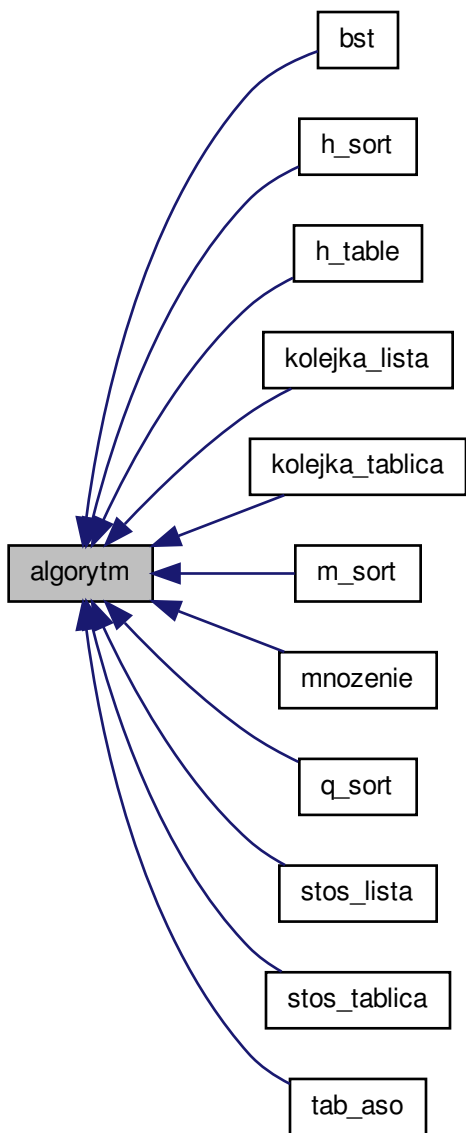 bst
h_sort
h_table
kolejka_lista
kolejka_tablica
algorytm
m_sort
mnozenie
q_sort
stos_lista
stos_tablica
tab_aso